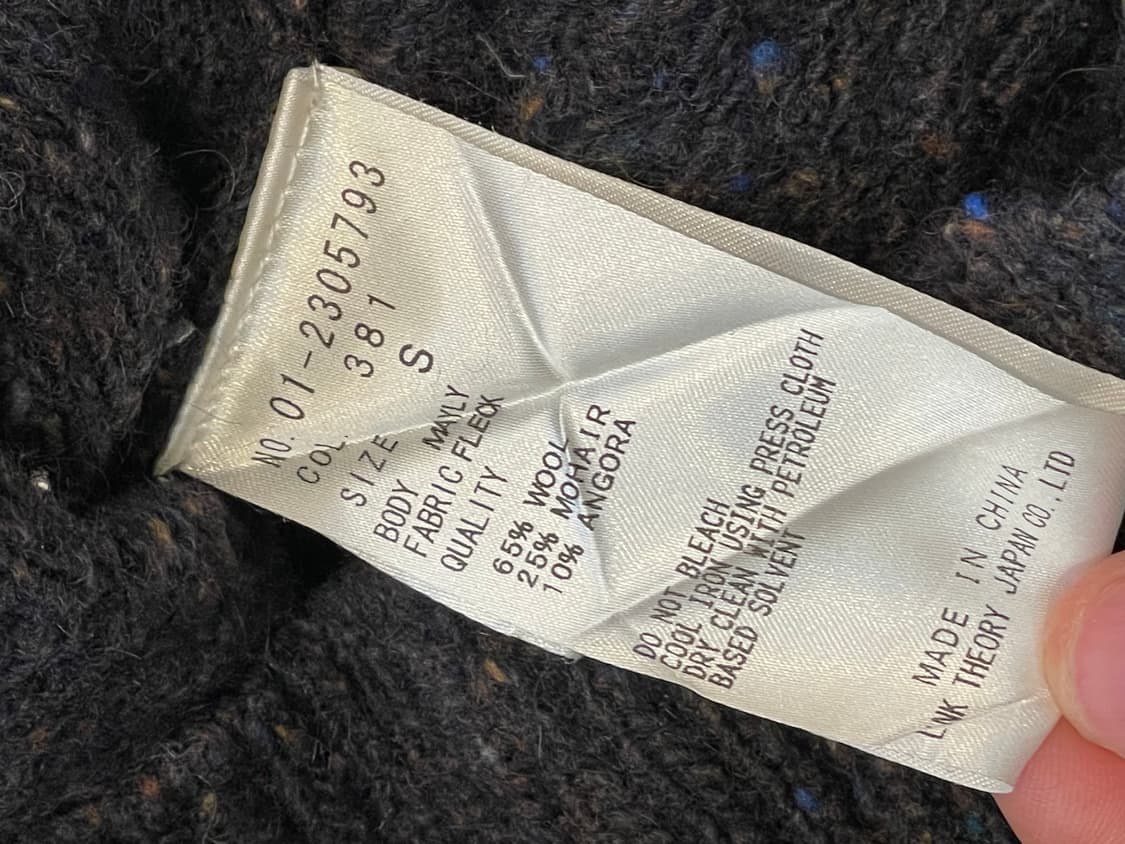 NO. 01-2305793
COL. 381
SIZE S
BODY MAYLY
FABRIC FLECK
QUALITY
65% WOOL
25% MOHAIR
10% ANGORA
DO NOT BLEACH
COOL IRON USING PRESS CLOTH
DRY CLEAN WITH PETROLEUM
BASED SOLVENT
MADE IN CHINA
LINK THEORY JAPAN CO.,LTD